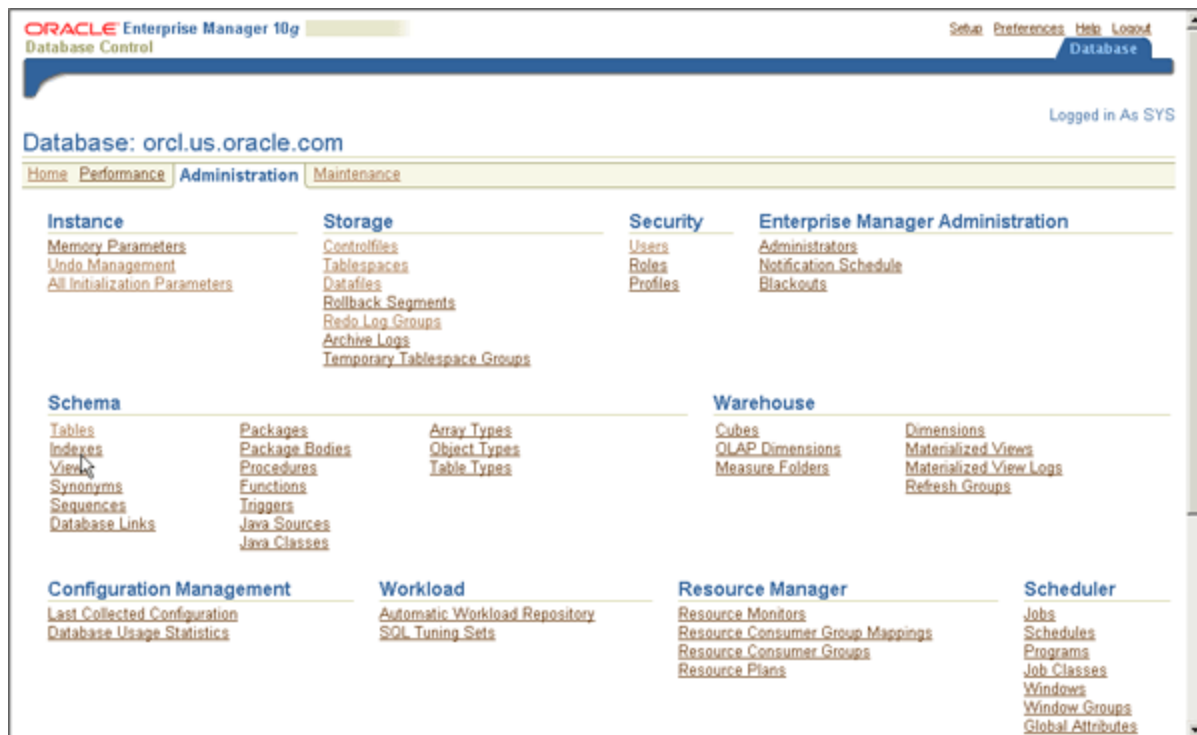 ORACLE Enterprise Manager 10g
Database Control
Setup Preferences Help Logout
Database
Logged in As SYS
Database: orcl.us.oracle.com
Home Performance Administration Maintenance
Instance
Memory Parameters
Undo Management
All Initialization Parameters
Storage
Controlfiles
Tablespaces
Datafiles
Rollback Segments
Redo Log Groups
Archive Logs
Temporary Tablespace Groups
Security
Users
Roles
Profiles
Enterprise Manager Administration
Administrators
Notification Schedule
Blackouts
Schema
Tables
Indexes
Views
Synonyms
Sequences
Database Links
Packages
Package Bodies
Procedures
Functions
Triggers
Java Sources
Java Classes
Array Types
Object Types
Table Types
Warehouse
Cubes
OLAP Dimensions
Measure Folders
Dimensions
Materialized Views
Materialized View Logs
Refresh Groups
Configuration Management
Last Collected Configuration
Database Usage Statistics
Workload
Automatic Workload Repository
SQL Tuning Sets
Resource Manager
Resource Monitors
Resource Consumer Group Mappings
Resource Consumer Groups
Resource Plans
Scheduler
Jobs
Schedules
Programs
Job Classes
Windows
Window Groups
Global Attributes